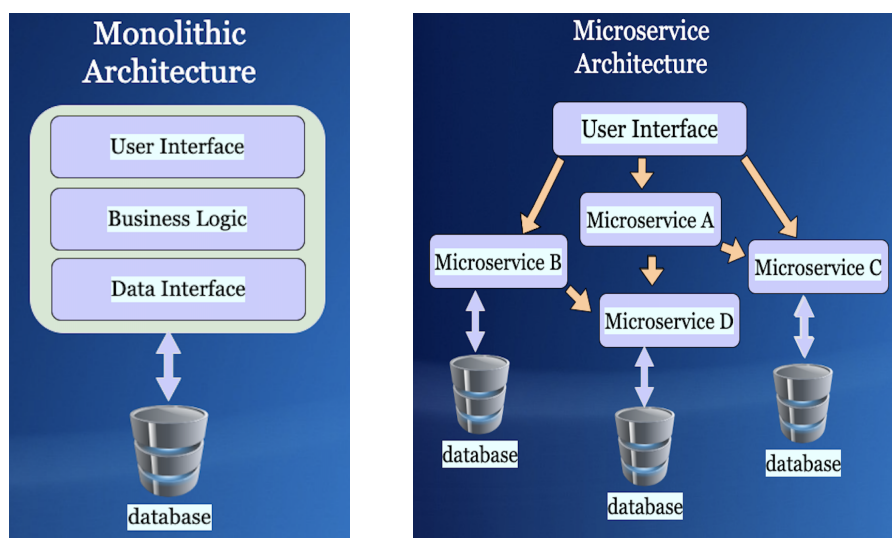 Monolithic
Architecture
User Interface
Business Logic
Data Interface
database
Microservice
Architecture
User Interface
Microservice A
Microservice B
Microservice C
Microservice D
database
database
database